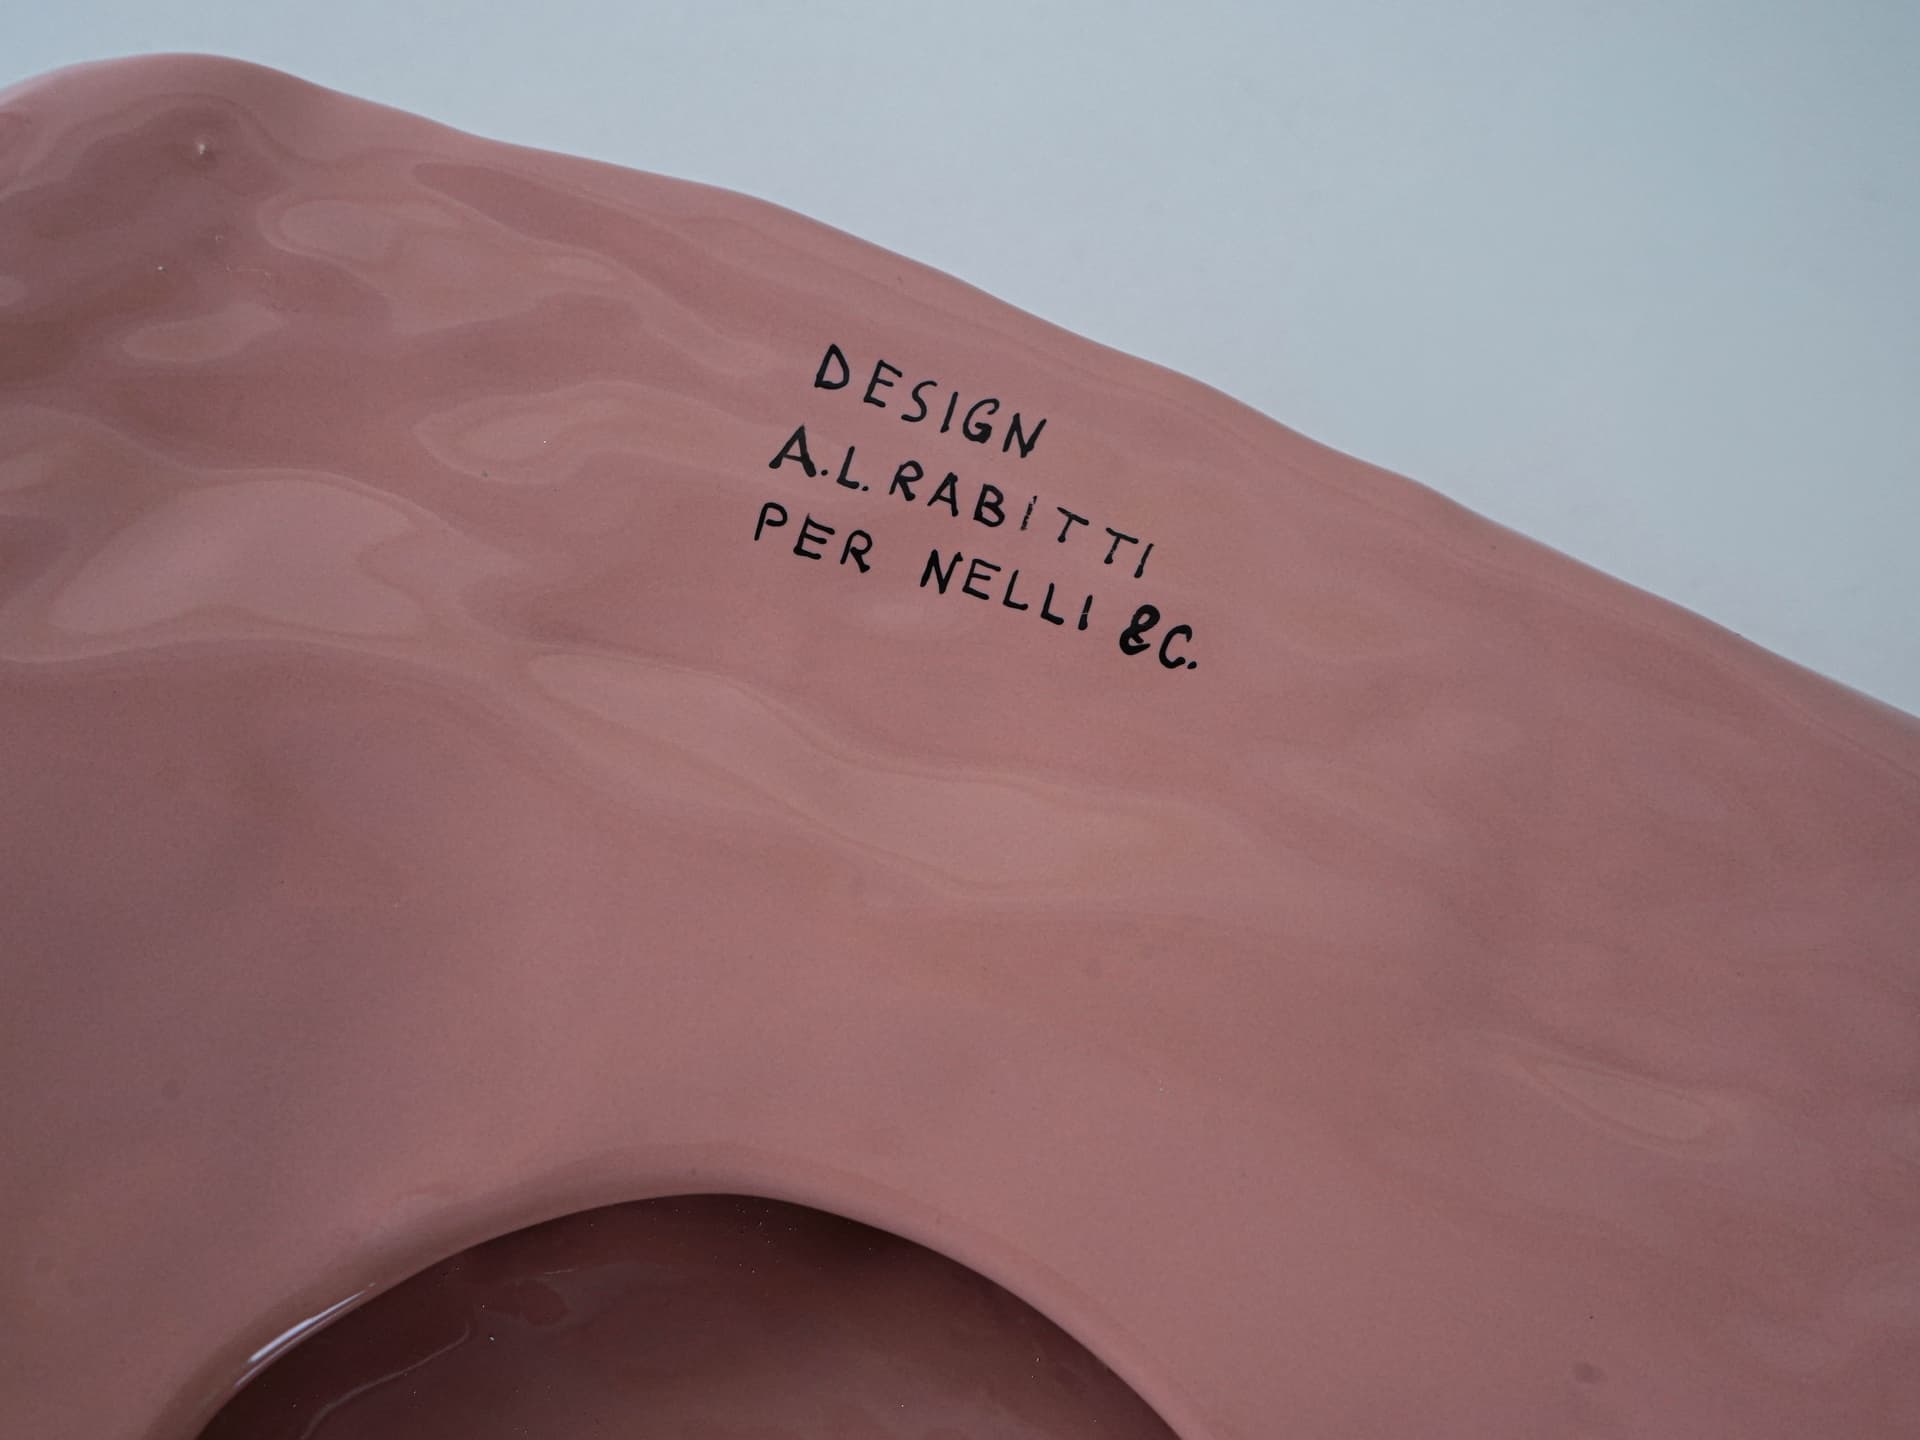 DESIGN
A.L. RABITTI
PER NELLI &C.